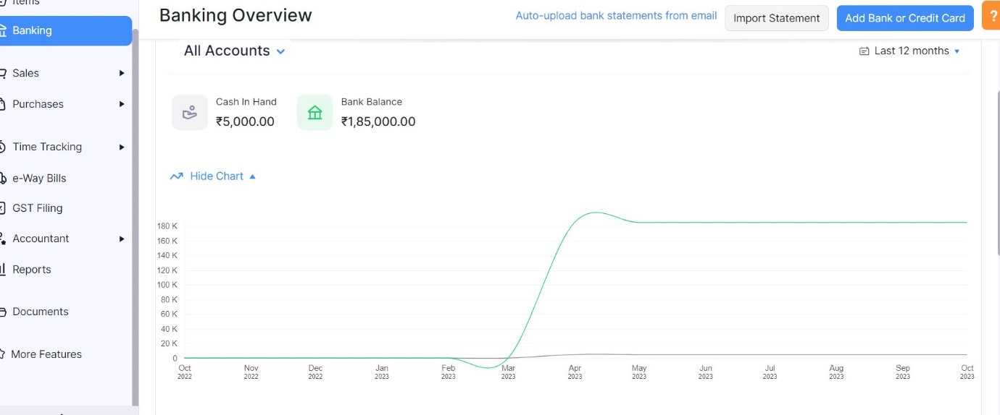 Items
Banking
Sales
Purchases
Time Tracking
e-Way Bills
GST Filing
Accountant
Reports
Documents
More Features
Banking Overview
Auto-upload bank statements from email
Import Statement
Add Bank or Credit Card
?
All Accounts
Last 12 months
Cash In Hand
₹5,000.00
Bank Balance
₹1,85,000.00
Hide Chart
180 K
160 K
140 K
120 K
100 K
80 K
60 K
40 K
20 K
0
Oct Nov Dec Jan Feb Mar Apr May Jun Jul Aug Sep Oct
2022 2022 2022 2023 2023 2023 2023 2023 2023 2023 2023 2023 2023